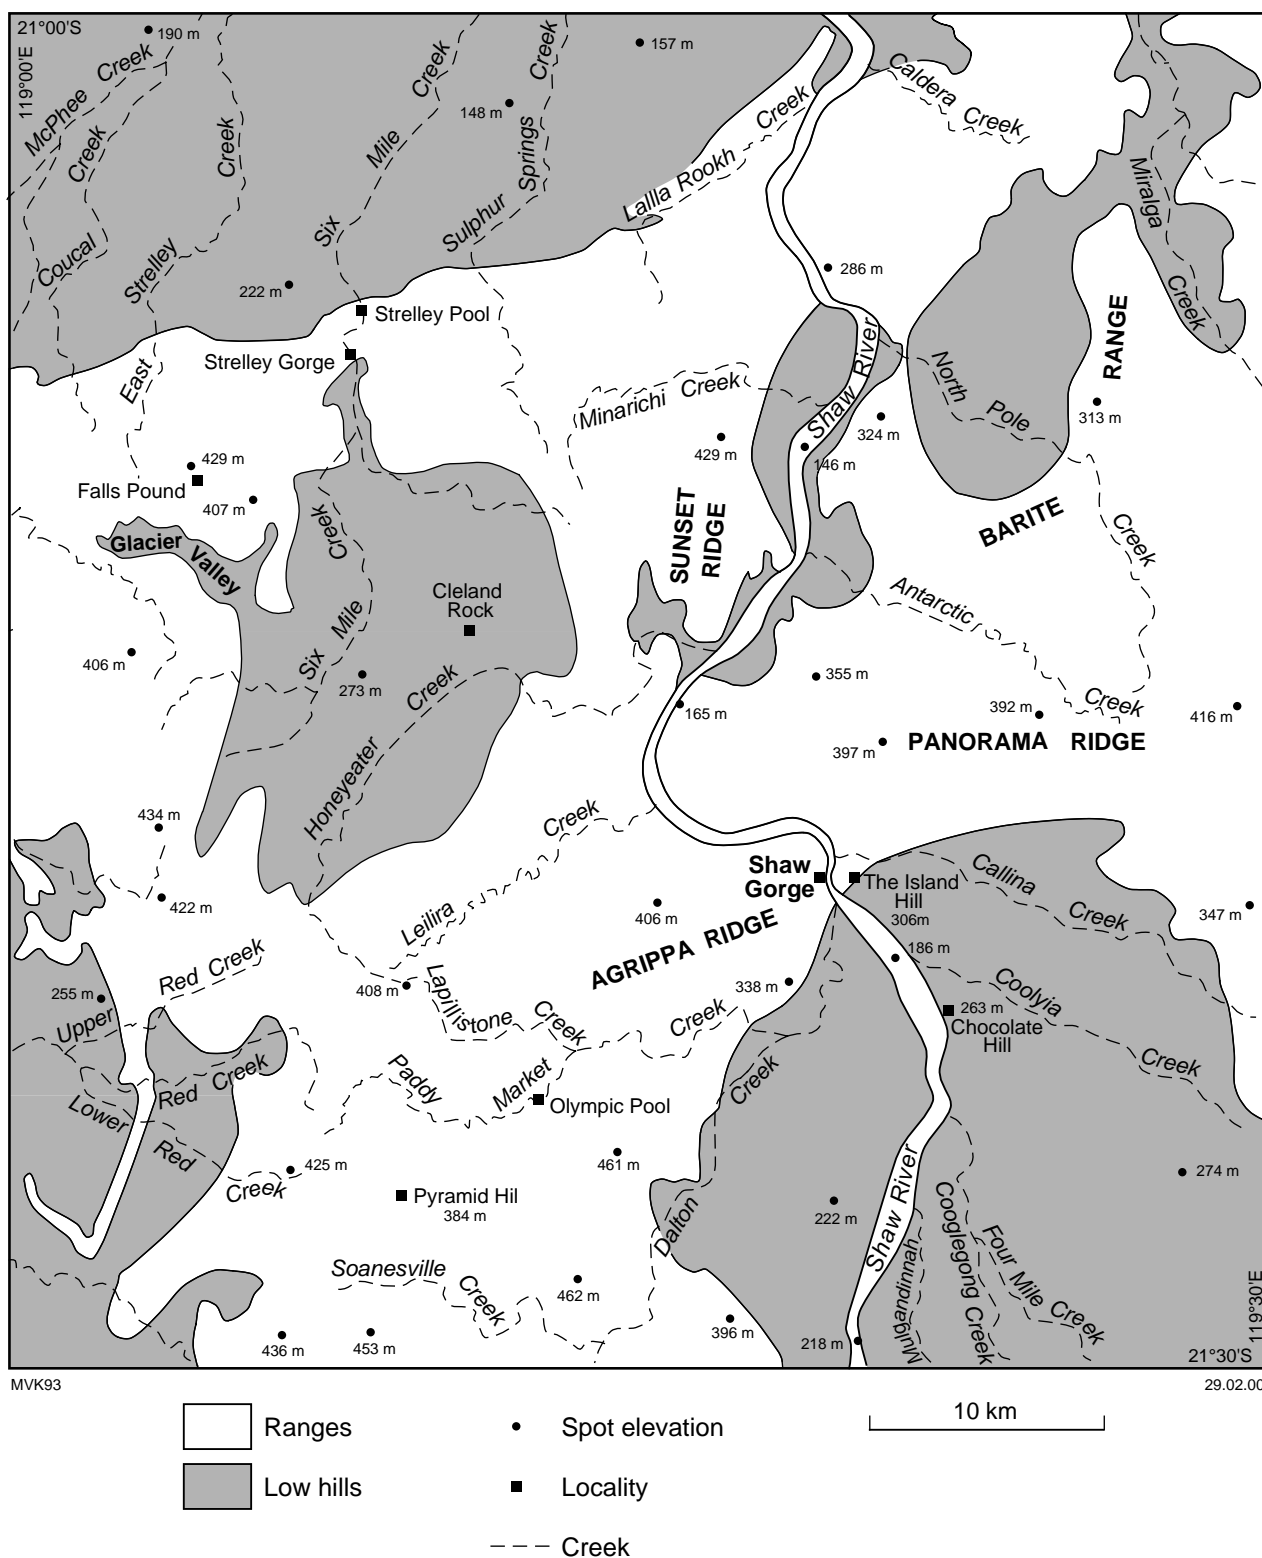 21°00'S
119°00'E
190 m
157 m
148 m
McPhee Creek
Coucal Creek
Strelley Creek
East
Six Mile Creek
Sulphur Springs Creek
Lallla Rookh Creek
Caldera Creek
Miralga Creek
222 m
286 m
Strelley Pool
Strelley Gorge
Minarichi Creek
Shaw River
North Pole Creek
RANGE
313 m
324 m
429 m
146 m
429 m
Falls Pound
407 m
BARITE
SUNSET
RIDGE
Glacier Valley
Six Mile Creek
Cleland
Rock
Antarctic Creek
406 m
273 m
Honeyeater Creek
355 m
165 m
392 m
416 m
397 m
PANORAMA RIDGE
434 m
422 m
Leilira Creek
Shaw
Gorge
The Island
Hill
306m
Callina Creek
347 m
406 m
AGRIPPA RIDGE
186 m
Upper Red Creek
255 m
408 m
Lapillistone Creek
Creek
338 m
Coolyia Creek
263 m
Chocolate
Hill
Red Creek
Lower Red Creek
Paddy Market
Olympic Pool
Dalton Creek
425 m
461 m
274 m
Pyramid Hil
384 m
222 m
Shaw River
Mulgandinnah
Cooglegong Creek
Four Mile Creek
Soanesville Creek
462 m
436 m
453 m
396 m
218 m
119°30'E
21°30'S
MVK93
29.02.00
Ranges
Spot elevation
10 km
Low hills
Locality
Creek